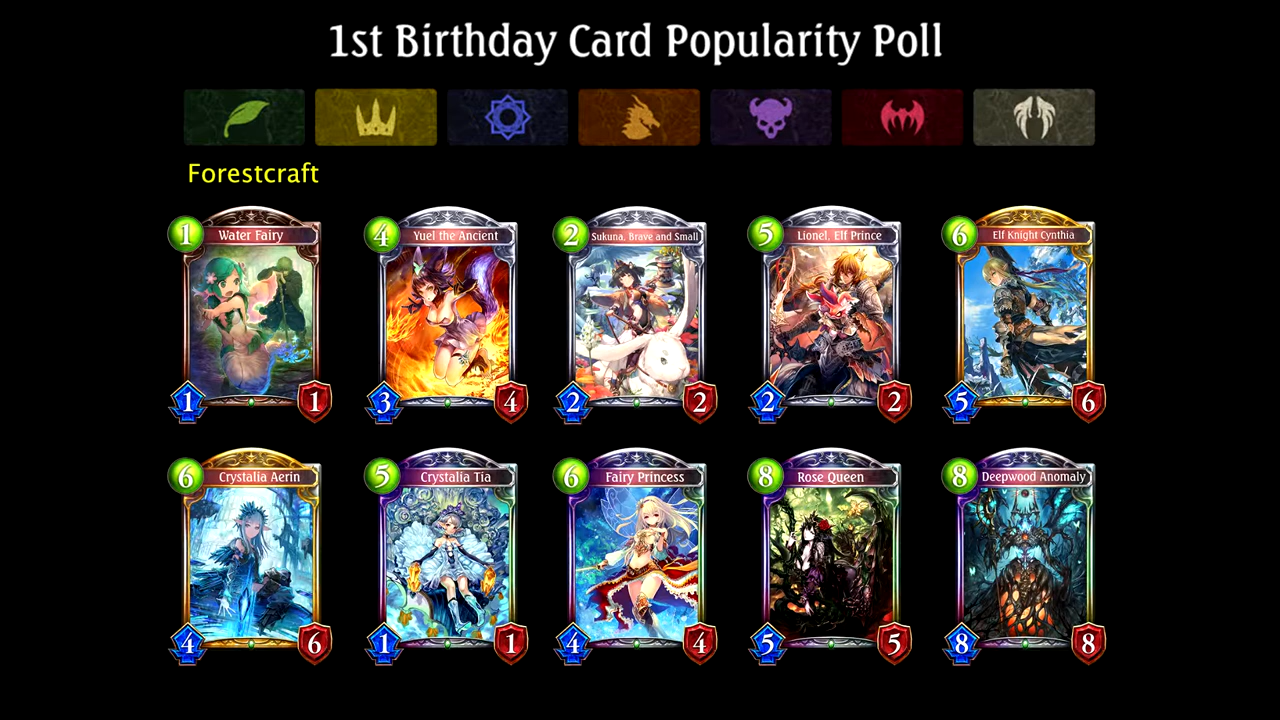 1st Birthday Card Popularity Poll
Forestcraft
1 Water Fairy
4 Yuel the Ancient
2 Sukuna, Brave and Small
5 Lionel, Elf Prince
6 Elf Knight Cynthia
1 1
3 4
2 2
2 2
5 6
6 Crystalia Aerin
5 Crystalia Tia
6 Fairy Princess
8 Rose Queen
8 Deepwood Anomaly
4 6
1 1
4 4
5 5
8 8